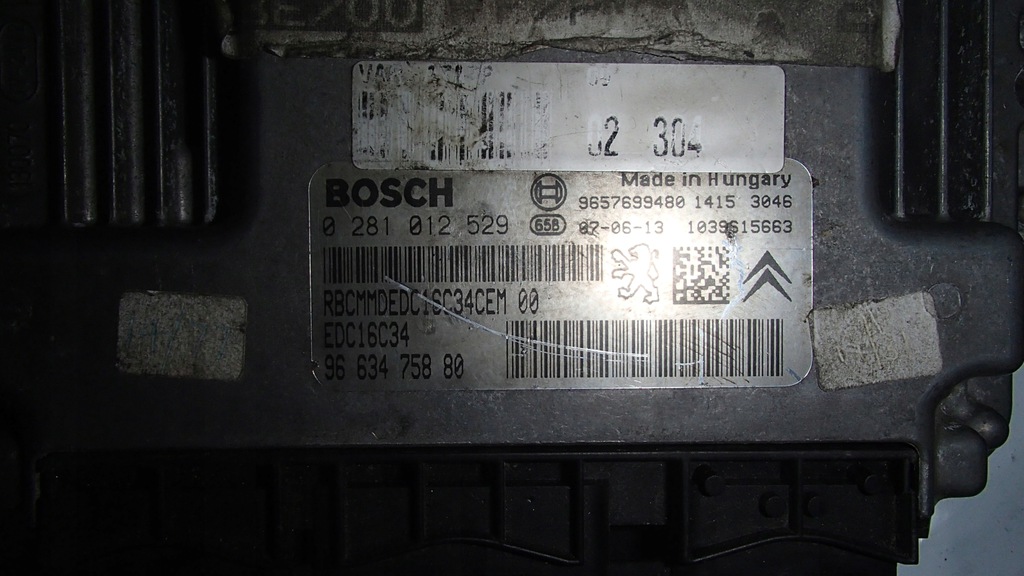 02 304
BOSCH
Made in Hungary
9657699480 1415 3046
0 281 012 529
658
07-06-13 1039S15663
RBCMMDEDC16C34CEM 00
EDC16C34
96 634 758 80